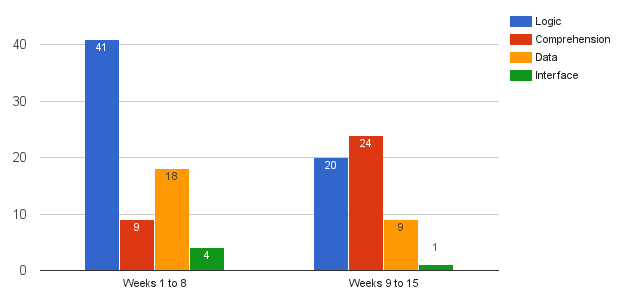 Logic
Comprehension
Data
Interface
40
30
20
10
0
41
9
18
4
20
24
9
1
Weeks 1 to 8
Weeks 9 to 15